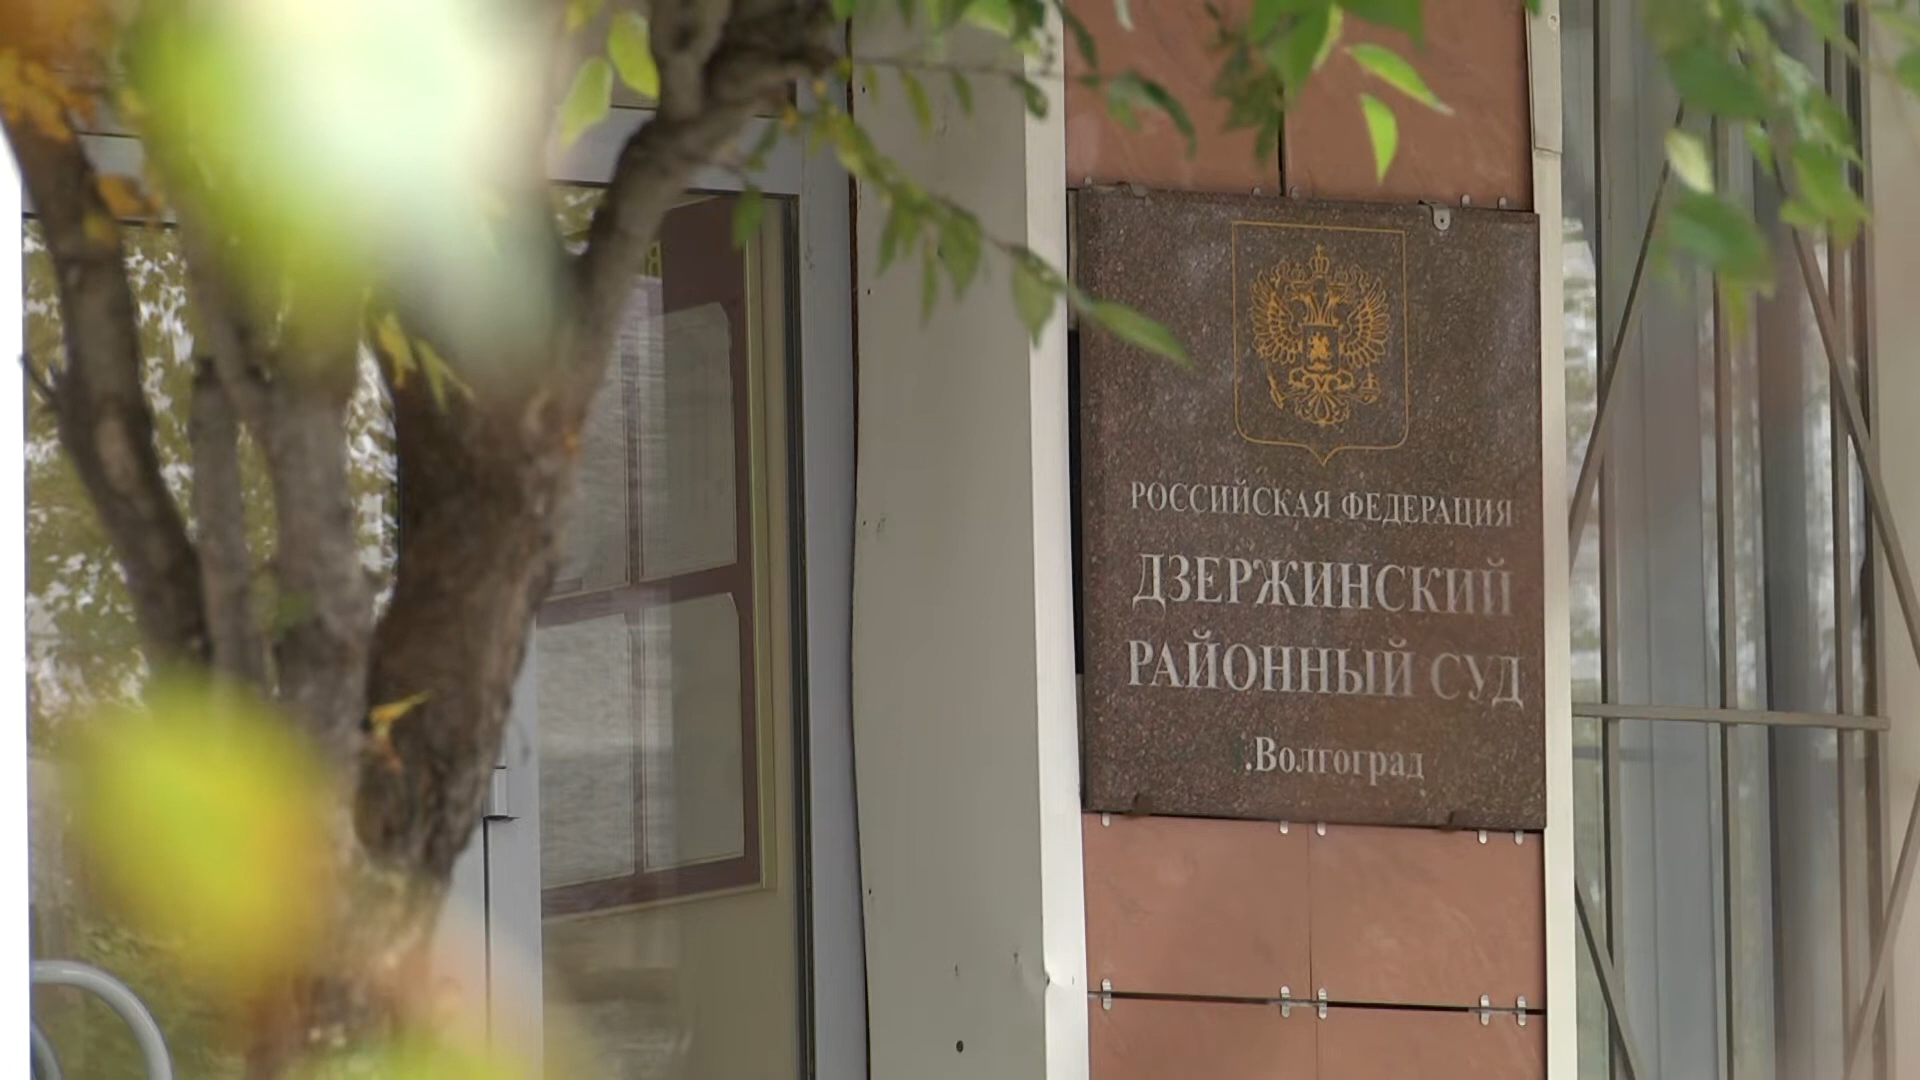 РОССИЙСКАЯ ФЕДЕРАЦИЯ
ДЗЕРЖИНСКИЙ
РАЙОННЫЙ СУД
.Волгоград